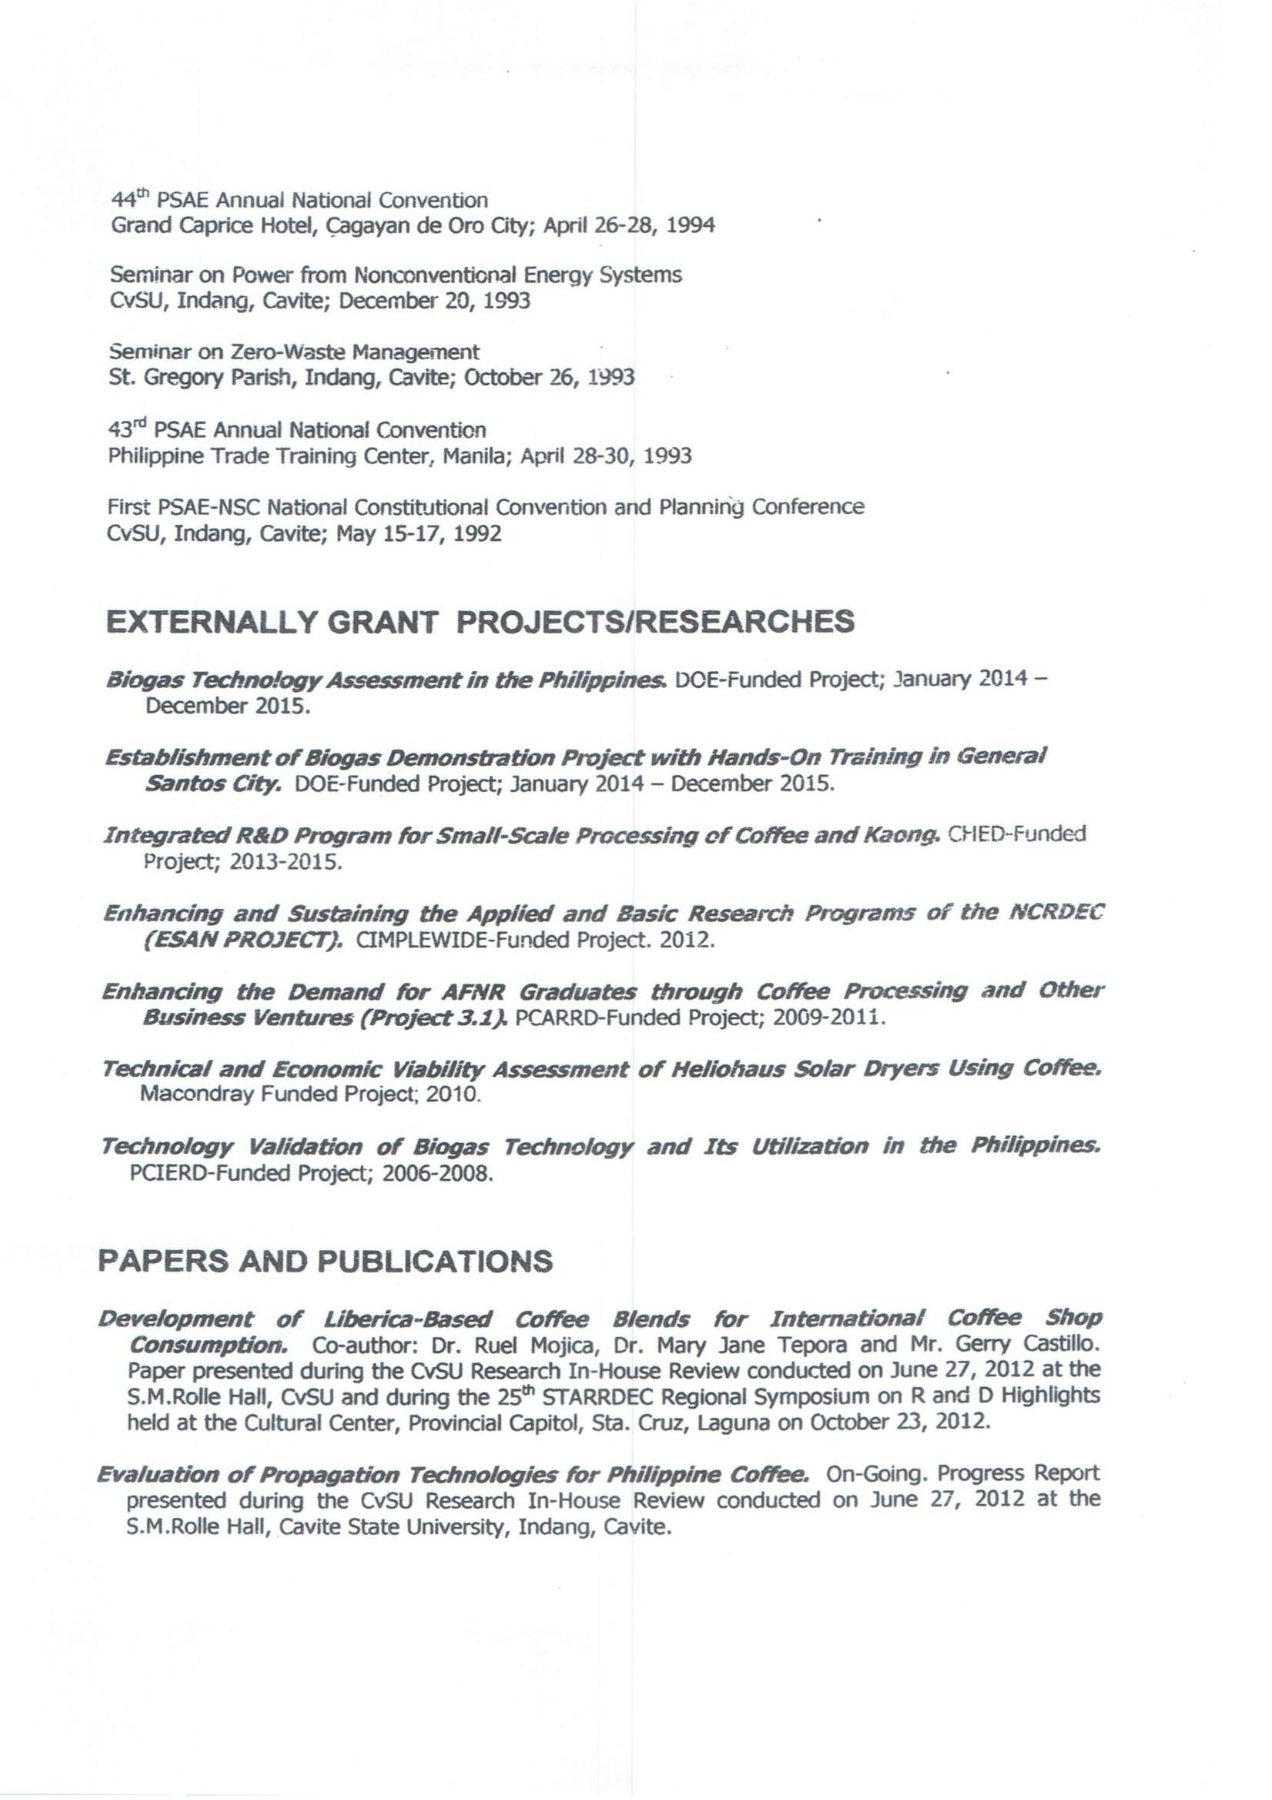 44th PSAE Annual National Convention
Grand Caprice Hotel, Cagayan de Oro City; April 26-28, 1994
Seminar on Power from Nonconventional Energy Systems
CvSU, Indang, Cavite; December 20, 1993
Seminar on Zero-Waste Management
St. Gregory Parish, Indang, Cavite; October 26, 1993
43rd PSAE Annual National Convention
Philippine Trade Training Center, Manila; April 28-30, 1993
First PSAE-NSC National Constitutional Convention and Planning Conference
CvSU, Indang, Cavite; May 15-17, 1992
EXTERNALLY GRANT PROJECTS/RESEARCHES
Biogas Technology Assessment in the Philippines. DOE-Funded Project; January 2014 –
December 2015.
Establishment of Biogas Demonstration Project with Hands-On Training in General
Santos City. DOE-Funded Project; January 2014 – December 2015.
Integrated R&D Program for Small-Scale Processing of Coffee and Kaong. CHED-Funded
Project; 2013-2015.
Enhancing and Sustaining the Applied and Basic Research Programs of the NCRDEC
(ESAN PROJECT). CIMPLEWIDE-Funded Project. 2012.
Enhancing the Demand for AFNR Graduates through Coffee Processing and Other
Business Ventures (Project 3.1). PCARRD-Funded Project; 2009-2011.
Technical and Economic Viability Assessment of Heliohaus Solar Dryers Using Coffee.
Macondray Funded Project; 2010.
Technology Validation of Biogas Technology and Its Utilization in the Philippines.
PCIERD-Funded Project; 2006-2008.
PAPERS AND PUBLICATIONS
Development of Liberica-Based Coffee Blends for International Coffee Shop
Consumption. Co-author: Dr. Ruel Mojica, Dr. Mary Jane Tepora and Mr. Gerry Castillo.
Paper presented during the CvSU Research In-House Review conducted on June 27, 2012 at the
S.M.Rolle Hall, CvSU and during the 25th STARRDEC Regional Symposium on R and D Highlights
held at the Cultural Center, Provincial Capitol, Sta. Cruz, Laguna on October 23, 2012.
Evaluation of Propagation Technologies for Philippine Coffee. On-Going. Progress Report
presented during the CvSU Research In-House Review conducted on June 27, 2012 at the
S.M.Rolle Hall, Cavite State University, Indang, Cavite.